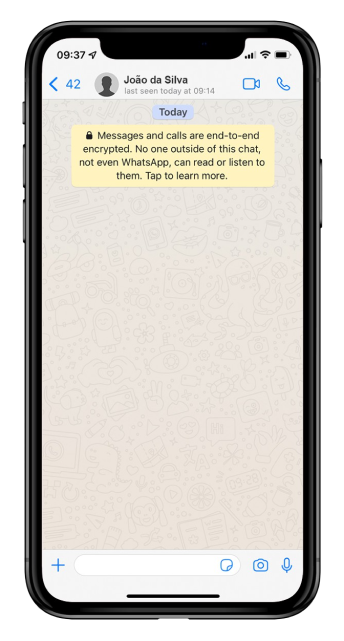 09:37
42
João da Silva
last seen today at 09:14
Today
Messages and calls are end-to-end
encrypted. No one outside of this chat,
not even WhatsApp, can read or listen to
them. Tap to learn more.